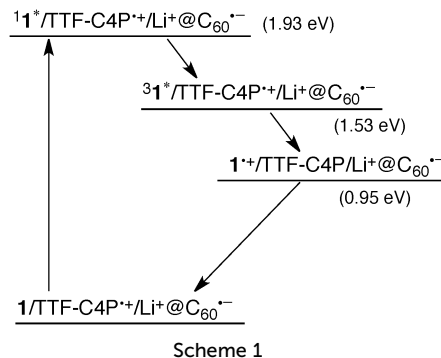 ¹1*/TTF-C4P•⁺/Li⁺@C₆₀•⁻ (1.93 eV)
³1*/TTF-C4P•⁺/Li⁺@C₆₀•⁻
(1.53 eV)
1•⁺/TTF-C4P/Li⁺@C₆₀•⁻
(0.95 eV)
1/TTF-C4P•⁺/Li⁺@C₆₀•⁻
Scheme 1